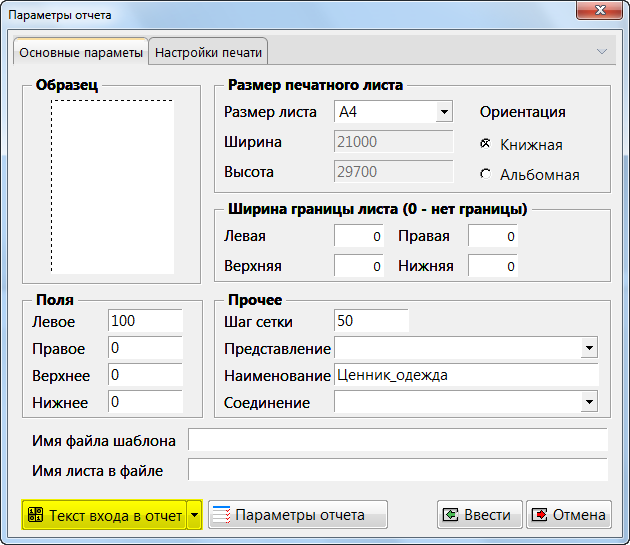 Параметры отчета
Основные параметы Настройки печати
Образец
Размер печатного листа
Размер листа A4 Ориентация
Ширина 21000 Книжная
Высота 29700 Альбомная
Ширина границы листа (0 - нет границы)
Левая 0 Правая 0
Верхняя 0 Нижняя 0
Поля
Левое 100
Правое 0
Верхнее 0
Нижнее 0
Прочее
Шаг сетки 50
Представление
Наименование Ценник_одежда
Соединение
Имя файла шаблона
Имя листа в файле
Текст входа в отчет Параметры отчета Ввести Отмена